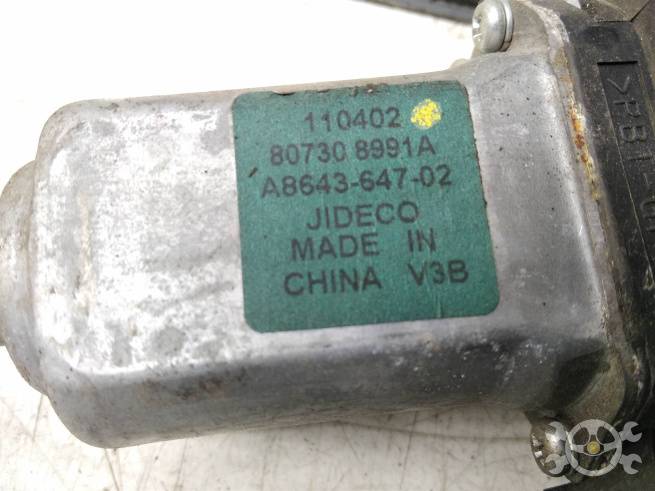 110402
80730 8991A
A8643-647-02
JIDECO
MADE IN
CHINA V3B